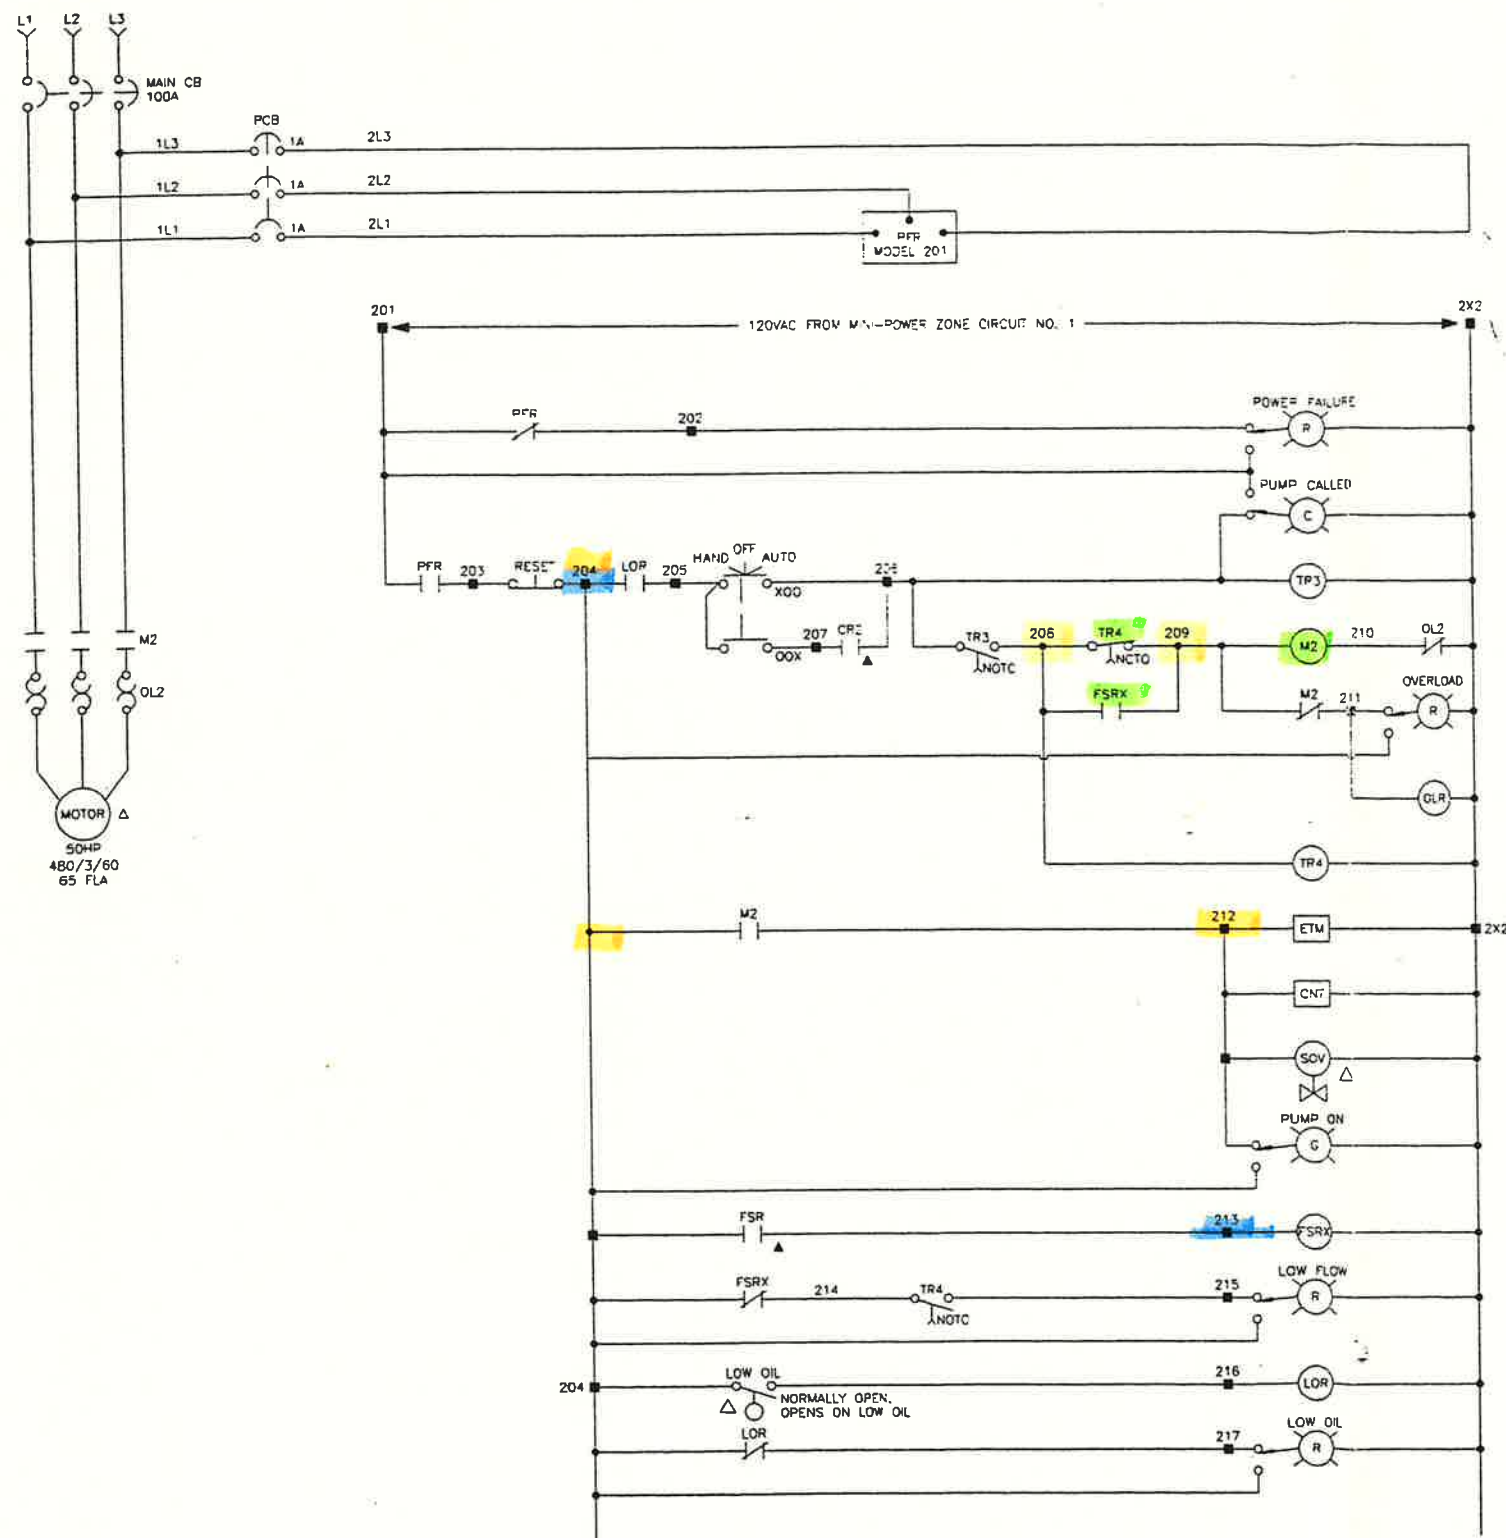 L1 L2 L3
MAIN CB
100A
PCB
1L3 1A 2L3
1L2 1A 2L2
1L1 1A 2L1
PFR
MODEL 201
201 2X2
120VAC FROM MINI-POWER ZONE CIRCUIT NO. 1
POWER FAILURE
PFR 202 R
PUMP CALLED
C
HAND OFF AUTO
PFR 203 RESET 204 LOR 205 206 TR3
XOO
207 CR2
OOX
M2
TR3 208 TR4 209 M2 210 OL2
NOTC NCTO
OL2
OVERLOAD
FSRX M2 211 R
OLR
MOTOR
50HP
480/3/60
65 FLA
TR4
M2 212 ETM 2X2
CNT
SOV
PUMP ON
G
FSR 213 FSRX
LOW FLOW
FSRX 214 TR4 215 R
NOTC
LOW OIL
204 216 LOR
NORMALLY OPEN,
OPENS ON LOW OIL
LOW OIL
LOR 217 R